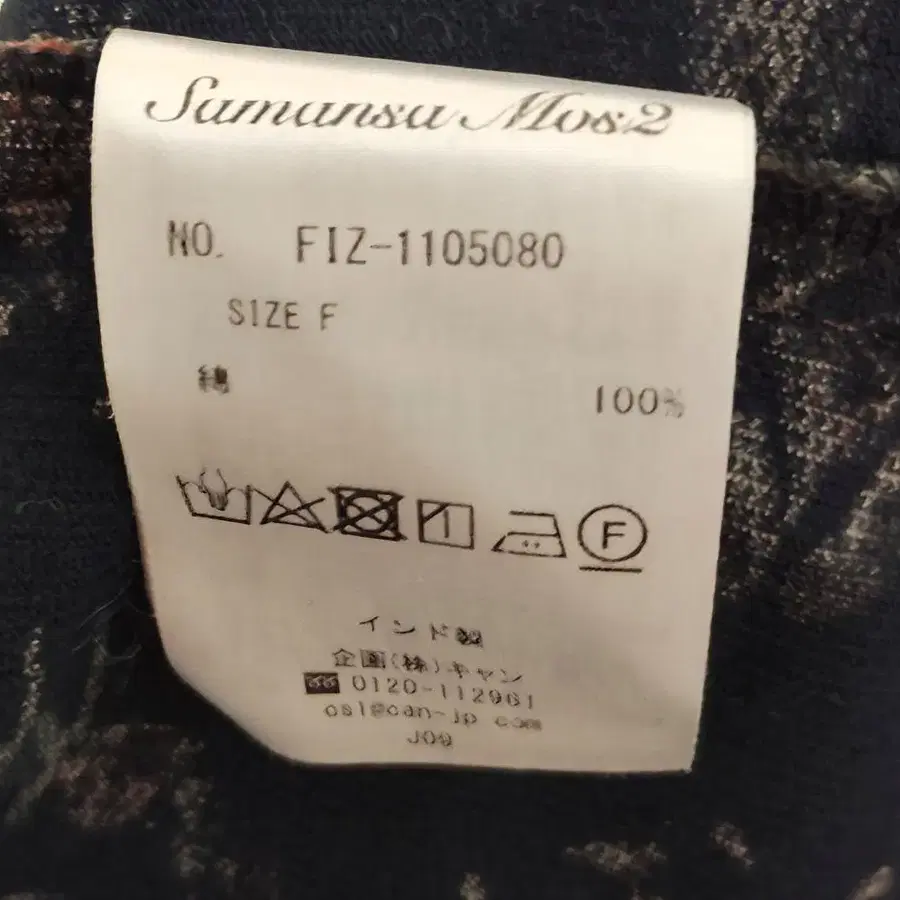 Samansa Mos2
NO. FIZ-1105080
SIZE F
綿 100%
F
インド製
企画(株)キャン
0120-112961
csl@can-jp.com
J09